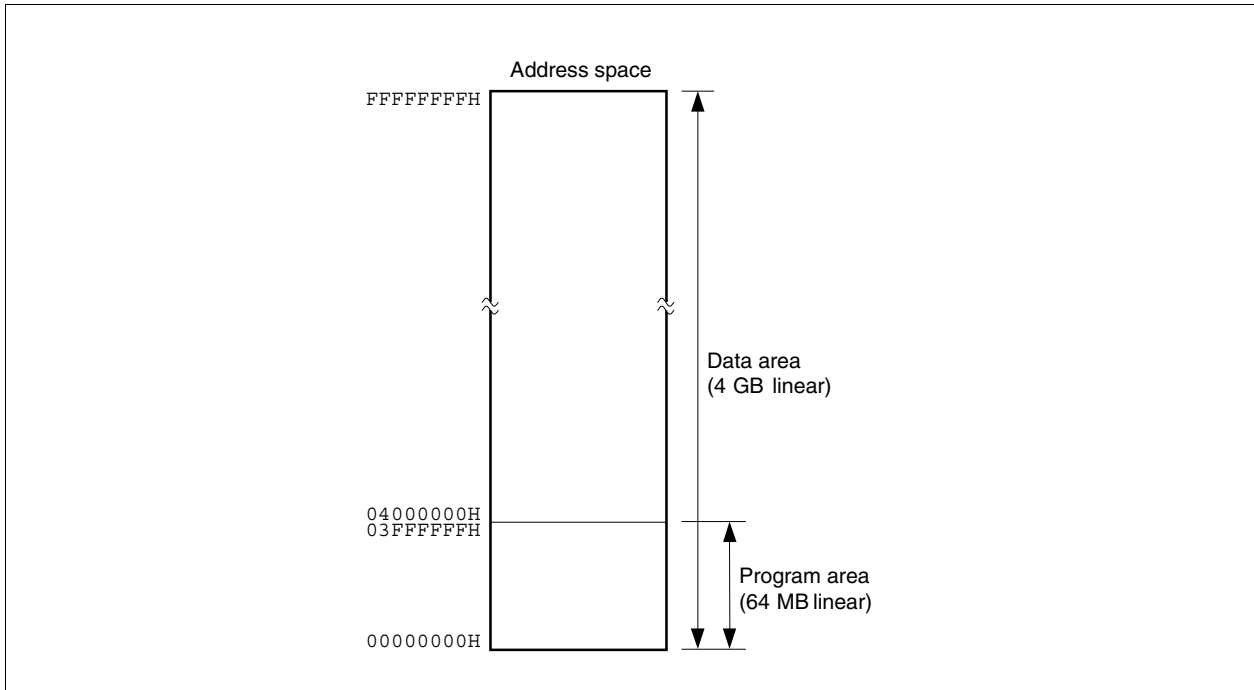 Address space
FFFFFFFFH
Data area
(4 GB linear)
04000000H
03FFFFFFH
Program area
(64 MB linear)
00000000H